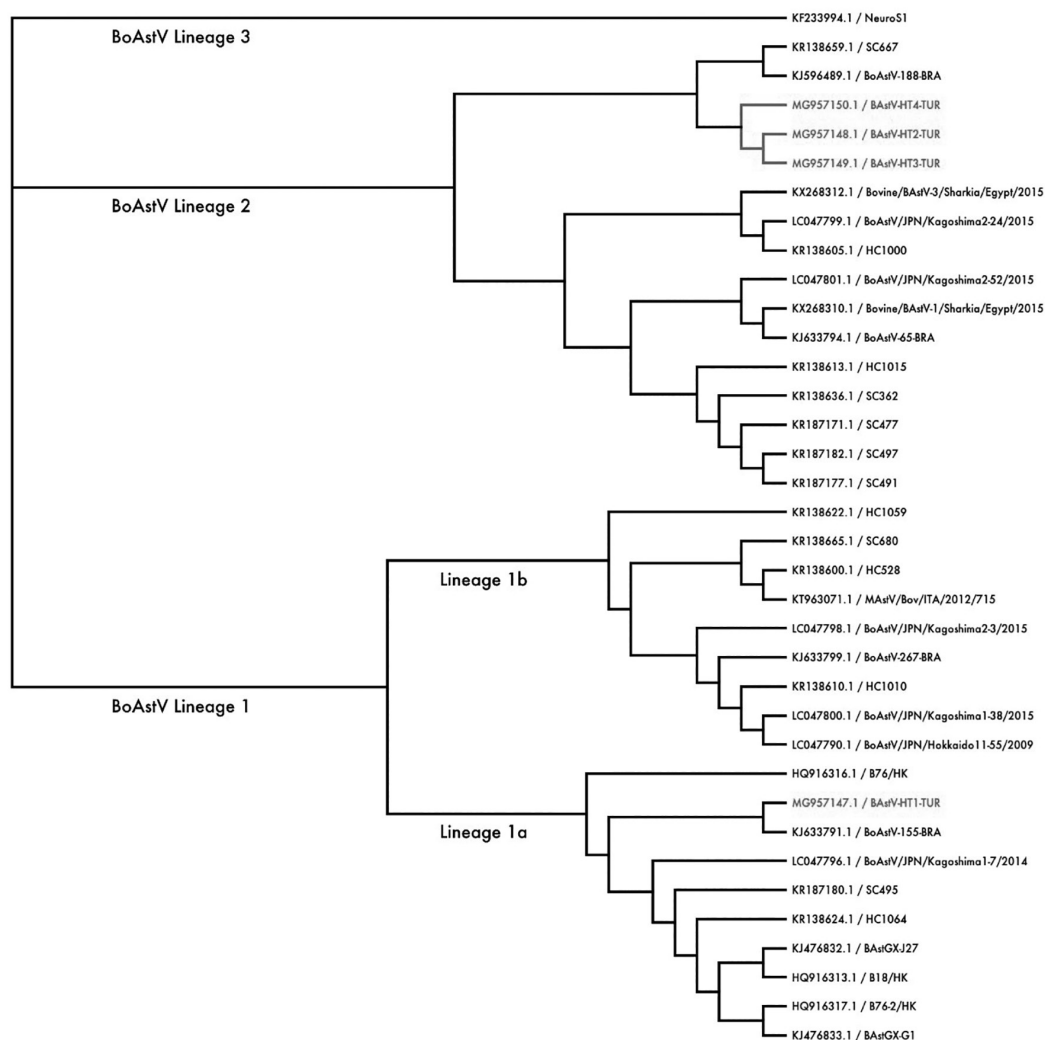 KF233994.1 / NeuroS1
BoAstV Lineage 3
KR138659.1 / SC667
KJ596489.1 / BoAstV-188-BRA
MG957150.1 / BAstV-HT4-TUR
MG957148.1 / BAstV-HT2-TUR
MG957149.1 / BAstV-HT3-TUR
KX268312.1 / Bovine/BAstV-3/Sharkia/Egypt/2015
BoAstV Lineage 2
LC047799.1 / BoAstV/JPN/Kagoshima2-24/2015
KR138605.1 / HC1000
LC047801.1 / BoAstV/JPN/Kagoshima2-52/2015
KX268310.1 / Bovine/BAstV-1/Sharkia/Egypt/2015
KJ633794.1 / BoAstV-65-BRA
KR138613.1 / HC1015
KR138636.1 / SC362
KR187171.1 / SC477
KR187182.1 / SC497
KR187177.1 / SC491
KR138622.1 / HC1059
KR138665.1 / SC680
KR138600.1 / HC528
Lineage 1b
KT963071.1 / MAstV/Bov/ITA/2012/715
LC047798.1 / BoAstV/JPN/Kagoshima2-3/2015
KJ633799.1 / BoAstV-267-BRA
KR138610.1 / HC1010
BoAstV Lineage 1
LC047800.1 / BoAstV/JPN/Kagoshima1-38/2015
LC047790.1 / BoAstV/JPN/Hokkaido11-55/2009
HQ916316.1 / B76/HK
MG957147.1 / BAstV-HT1-TUR
Lineage 1a
KJ633791.1 / BoAstV-155-BRA
LC047796.1 / BoAstV/JPN/Kagoshima1-7/2014
KR187180.1 / SC495
KR138624.1 / HC1064
KJ476832.1 / BAstGX-J27
HQ916313.1 / B18/HK
HQ916317.1 / B76-2/HK
KJ476833.1 / BAstGX-G1